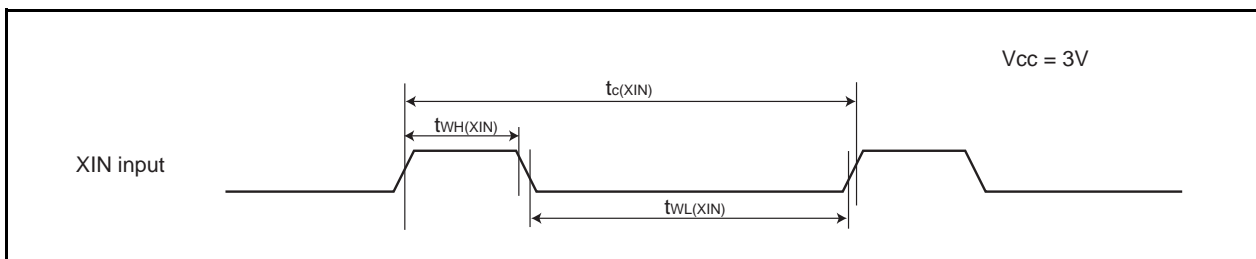 Vcc = 3V
tc(XIN)
tWH(XIN)
XIN input
tWL(XIN)